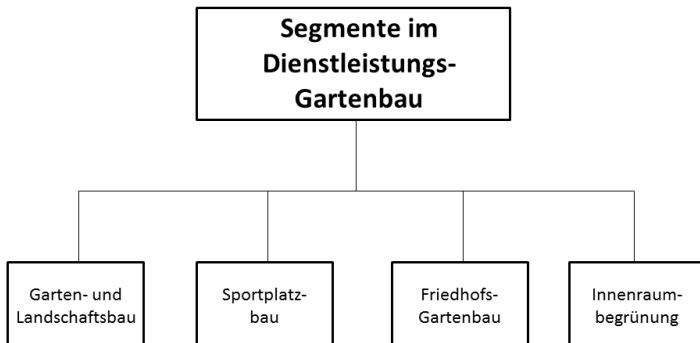 Segmente im
Dienstleistungs-
Gartenbau
Garten- und
Landschaftsbau
Sportplatz-
bau
Friedhofs-
Gartenbau
Innenraum-
begrünung